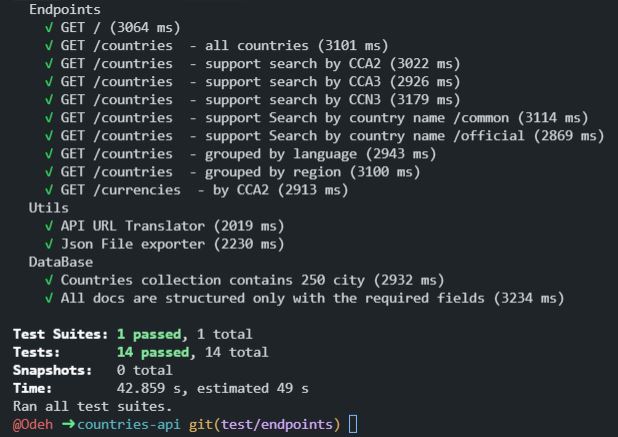 Endpoints
✓ GET / (3064 ms)
✓ GET /countries  - all countries (3101 ms)
✓ GET /countries  - support search by CCA2 (3022 ms)
✓ GET /countries  - support search by CCA3 (2926 ms)
✓ GET /countries  - support search by CCN3 (3179 ms)
✓ GET /countries  - support Search by country name /common (3114 ms)
✓ GET /countries  - support Search by country name /official (2869 ms)
✓ GET /countries  - grouped by language (2943 ms)
✓ GET /countries  - grouped by region (3100 ms)
✓ GET /currencies  - by CCA2 (2913 ms)
Utils
✓ API URL Translator (2019 ms)
✓ Json File exporter (2230 ms)
DataBase
✓ Countries collection contains 250 city (2932 ms)
✓ All docs are structured only with the required fields (3234 ms)
Test Suites: 1 passed, 1 total
Tests:       14 passed, 14 total
Snapshots:   0 total
Time:        42.859 s, estimated 49 s
Ran all test suites.
@Odeh ➜countries-api git(test/endpoints)